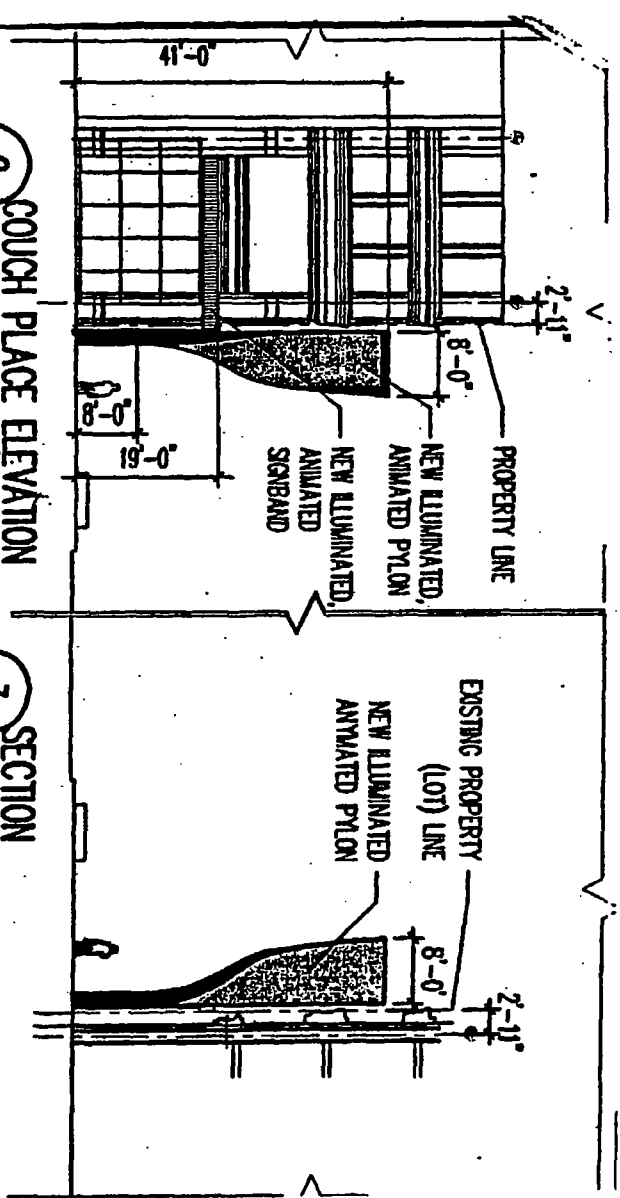 41'-0"
2'-11"
8'-0"
8'-0"
19'-0"
PROPERTY LINE
NEW ILLUMINATED,
ANIMATED PYLON
NEW ILLUMINATED,
ANIMATED
SIGNBAND
COUCH PLACE ELEVATION
EXISTING PROPERTY
(LOT) LINE
NEW ILLUMINATED
ANYMATED PYLON
8'-0"
2'-11"
SECTION